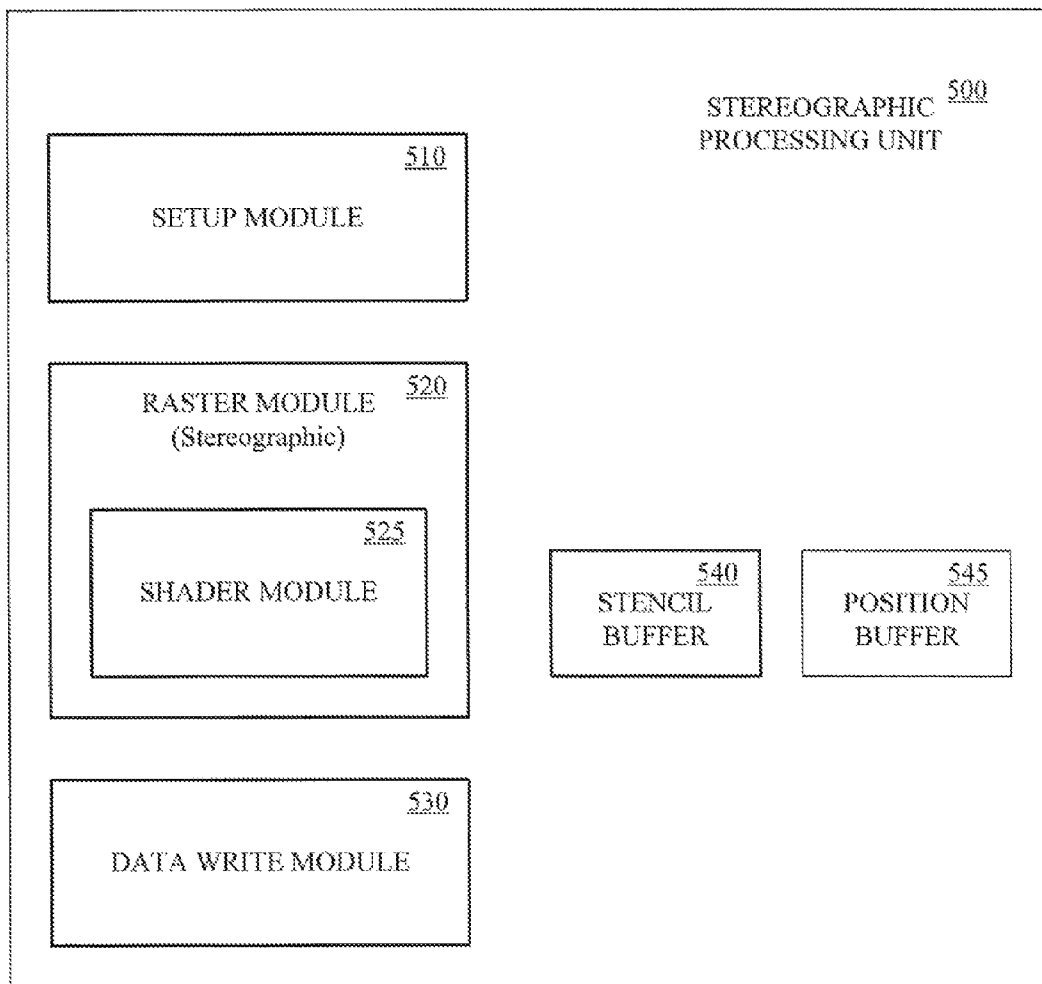 500
STEREOGRAPHIC
PROCESSING UNIT
510
SETUP MODULE
520
RASTER MODULE
(Stereographic)
525
SHADER MODULE
540
STENCIL
BUFFER
545
POSITION
BUFFER
530
DATA WRITE MODULE